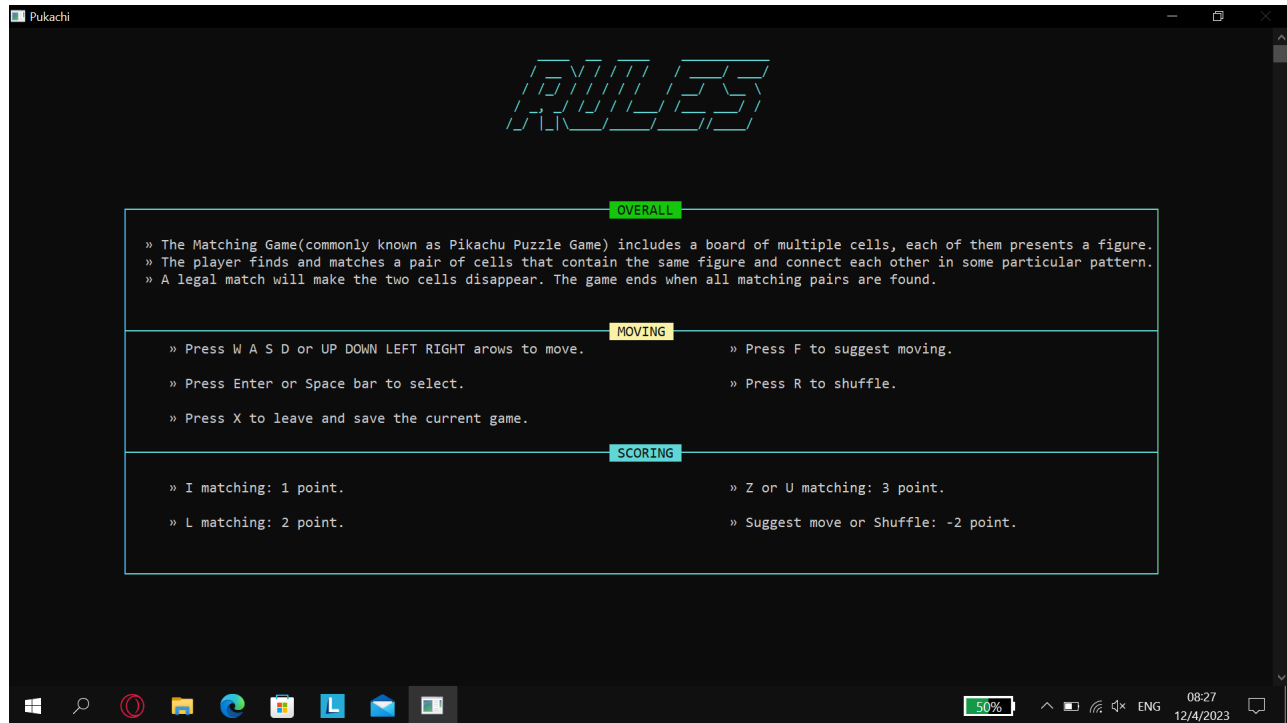 Pukachi
RULES
OVERALL
» The Matching Game(commonly known as Pikachu Puzzle Game) includes a board of multiple cells, each of them presents a figure.
» The player finds and matches a pair of cells that contain the same figure and connect each other in some particular pattern.
» A legal match will make the two cells disappear. The game ends when all matching pairs are found.
MOVING
» Press W A S D or UP DOWN LEFT RIGHT arows to move.
» Press F to suggest moving.
» Press Enter or Space bar to select.
» Press R to shuffle.
» Press X to leave and save the current game.
SCORING
» I matching: 1 point.
» Z or U matching: 3 point.
» L matching: 2 point.
» Suggest move or Shuffle: -2 point.
L
50%
ENG
08:27
12/4/2023